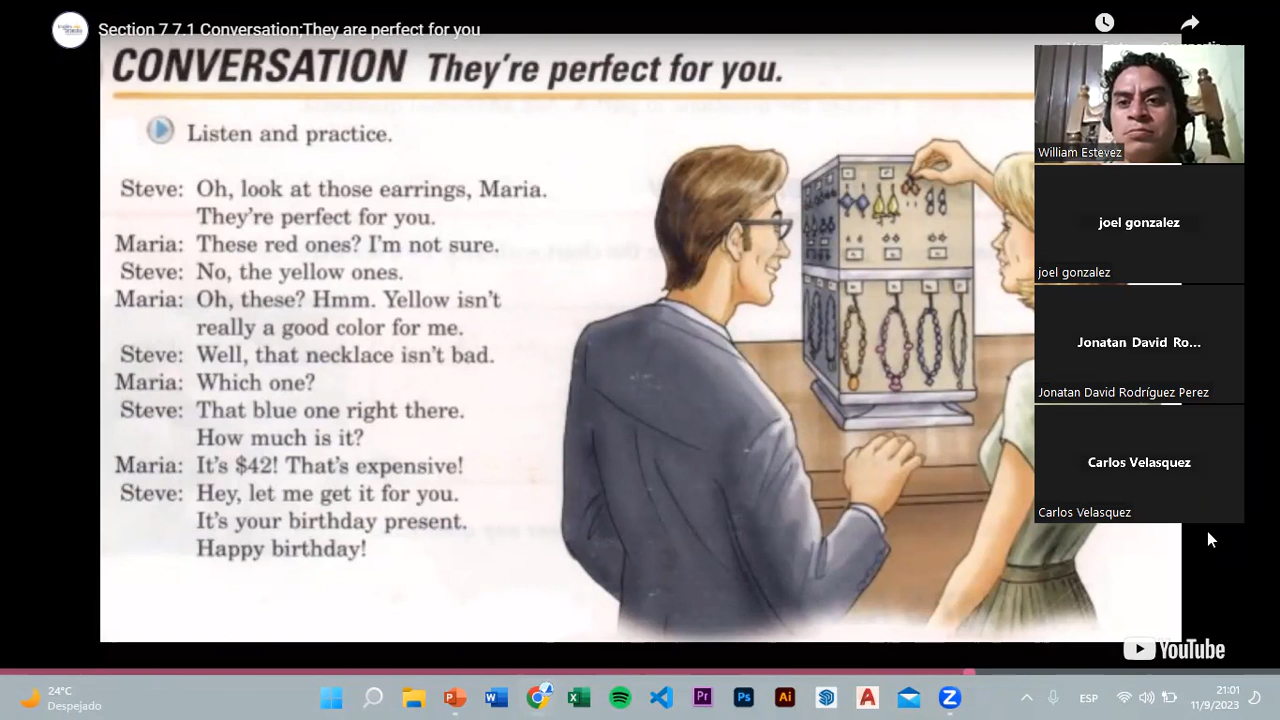 Section 7 7.1 Conversation;They are perfect for you
CONVERSATION They're perfect for you.
Listen and practice.
Steve: Oh, look at those earrings, Maria.
They're perfect for you.
Maria: These red ones? I'm not sure.
Steve: No, the yellow ones.
Maria: Oh, these? Hmm. Yellow isn't
really a good color for me.
Steve: Well, that necklace isn't bad.
Maria: Which one?
Steve: That blue one right there.
How much is it?
Maria: It's $42! That's expensive!
Steve: Hey, let me get it for you.
It's your birthday present.
Happy birthday!
William Estevez
joel gonzalez
joel gonzalez
Jonatan David Ro...
Jonatan David Rodríguez Perez
Carlos Velasquez
Carlos Velasquez
YouTube
24°C
Despejado
W
X
Pr
Ps
Ai
A
Z
ESP
21:01
11/9/2023